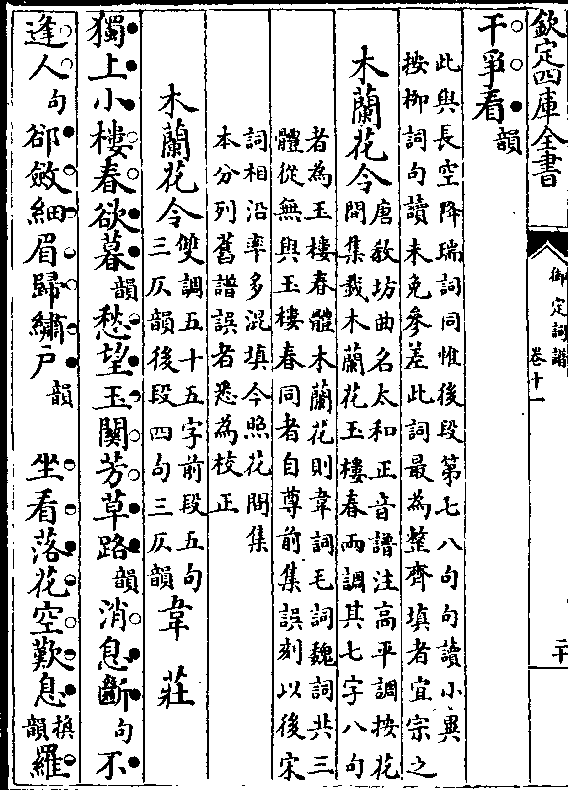 欽定四庫全書
御定詞譜
卷十一
二十
干爭看韻
此與長空降瑞詞同惟後段第七八句句讀小異
按柳詞句讀未免參差此詞最為整齊填者宜宗之
木蘭花令
唐教坊曲名太和正音譜注高平調按花
間集載木蘭花玉樓春兩調其七字八句
者為玉樓春體木蘭花則韋詞毛詞魏詞共三
體從無與玉樓春同者自尊前集誤刻以後宋
詞相沿率多混填今照花間集
本分列舊譜誤者悉為校正
木蘭花令
雙調五十五字前段五句
三仄韻後段四句三仄韻
韋莊
獨上小樓春欲暮韻愁望玉關芳草路韻消息斷句不
逢人句郤斂細眉歸繡戶韻 坐看落花空歎息換韻羅